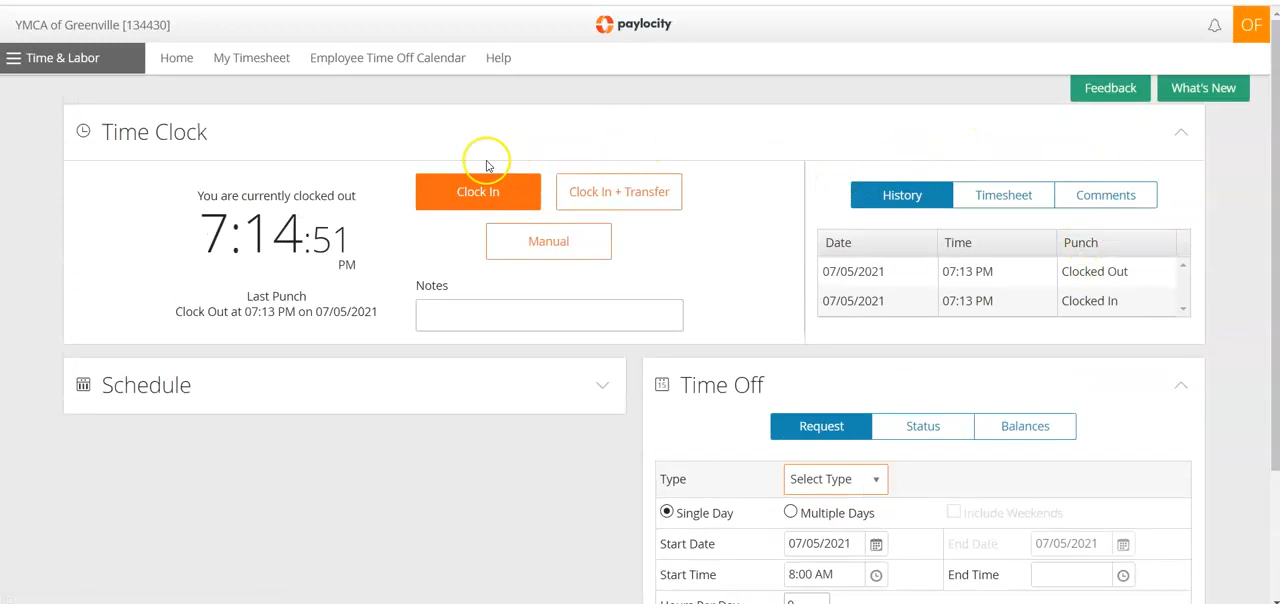 YMCA of Greenville [134430]
paylocity
OF
Time & Labor
Home
My Timesheet
Employee Time Off Calendar
Help
Feedback
What's New
Time Clock
You are currently clocked out
7:14:51
PM
Last Punch
Clock Out at 07:13 PM on 07/05/2021
Clock In
Clock In + Transfer
Manual
Notes
History
Timesheet
Comments
Date Time Punch
07/05/2021 07:13 PM Clocked Out
07/05/2021 07:13 PM Clocked In
Schedule
15
Time Off
Request
Status
Balances
Type Select Type
Single Day Multiple Days Include Weekends
Start Date 07/05/2021 End Date 07/05/2021
Start Time 8:00 AM End Time
Hours Per Day